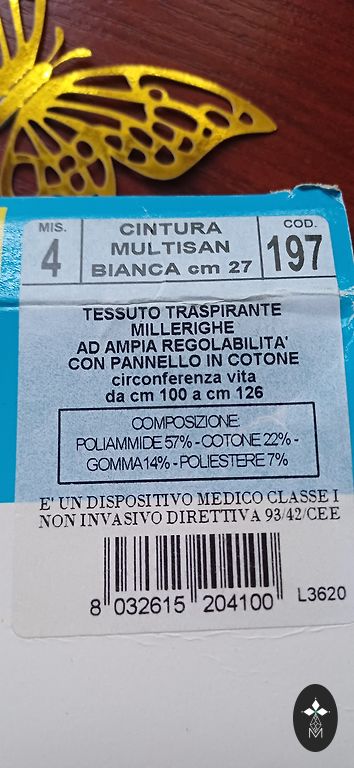 MIS.
4
CINTURA
MULTISAN
BIANCA cm 27
COD.
197
TESSUTO TRASPIRANTE
MILLERIGHE
AD AMPIA REGOLABILITA'
CON PANNELLO IN COTONE
circonferenza vita
da cm 100 a cm 126
COMPOSIZIONE:
POLIAMMIDE 57% - COTONE 22% -
GOMMA 14% - POLIESTERE 7%
E' UN DISPOSITIVO MEDICO CLASSE I
NON INVASIVO DIRETTIVA 93/42/CEE
8 032615 204100
L3620
M